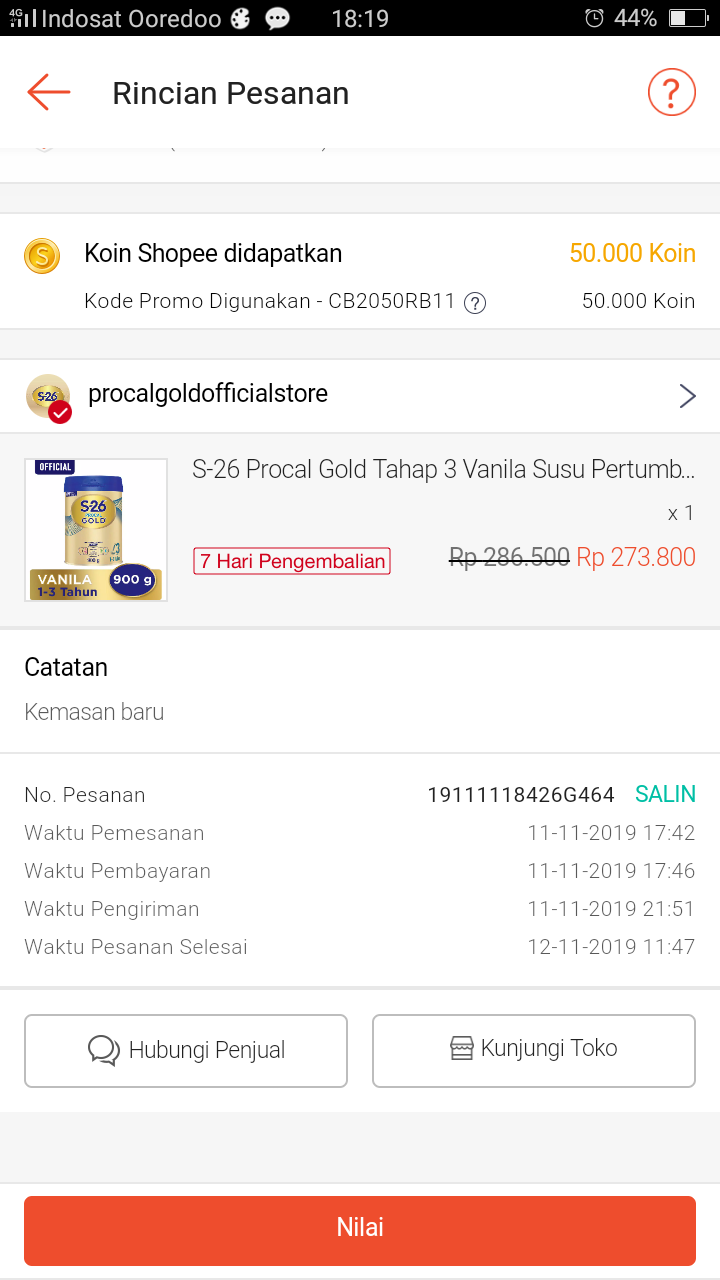 4G Indosat Ooredoo 18:19 44%
Rincian Pesanan ?
Koin Shopee didapatkan 50.000 Koin
Kode Promo Digunakan - CB2050RB11 ? 50.000 Koin
S-26 procalgoldofficialstore
OFFICIAL
S-26
PROCAL
GOLD
900 g
VANILA 900 g
1-3 Tahun
S-26 Procal Gold Tahap 3 Vanila Susu Pertumb...
x 1
7 Hari Pengembalian Rp 286.500 Rp 273.800
Catatan
Kemasan baru
No. Pesanan 19111118426G464 SALIN
Waktu Pemesanan 11-11-2019 17:42
Waktu Pembayaran 11-11-2019 17:46
Waktu Pengiriman 11-11-2019 21:51
Waktu Pesanan Selesai 12-11-2019 11:47
Hubungi Penjual Kunjungi Toko
Nilai